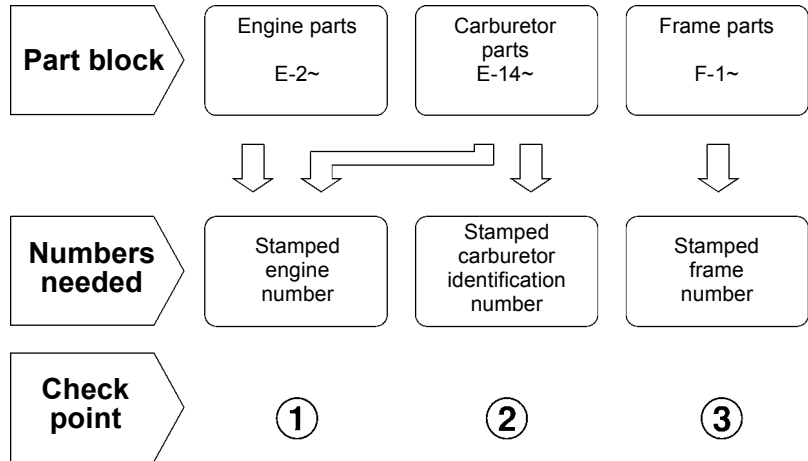 Part block
Engine parts
E-2~
Carburetor
parts
E-14~
Frame parts
F-1~
Numbers
needed
Stamped
engine
number
Stamped
carburetor
identification
number
Stamped
frame
number
Check
point
①
②
③